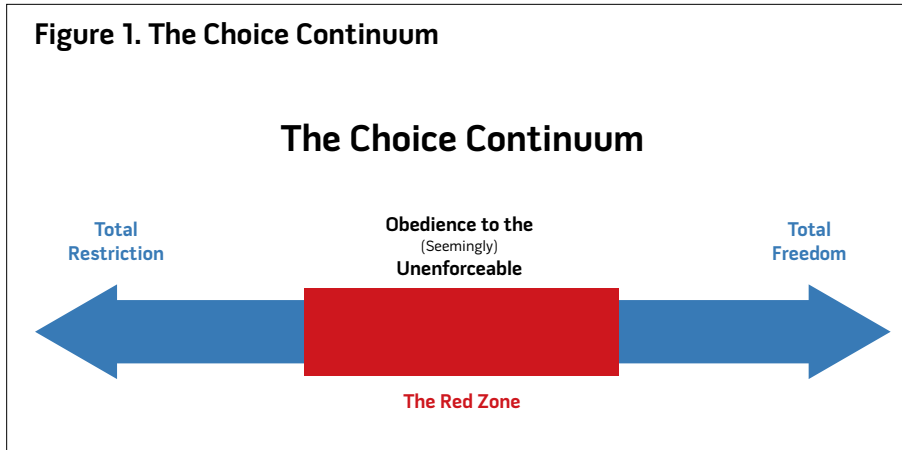 Figure 1. The Choice Continuum
The Choice Continuum
Total
Restriction
Obedience to the
(Seemingly)
Unenforceable
Total
Freedom
The Red Zone